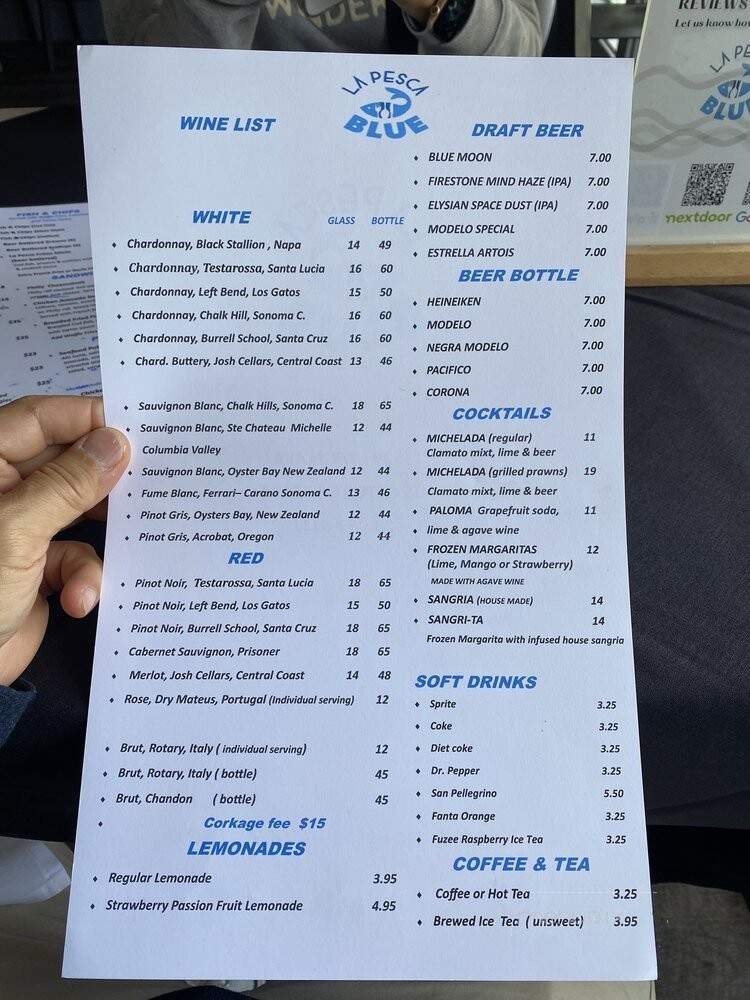 WONDER
LA PESCA
BLUE
WINE LIST
WHITE GLASS BOTTLE
Chardonnay, Black Stallion , Napa 14 49
Chardonnay, Testarossa, Santa Lucia 16 60
Chardonnay, Left Bend, Los Gatos 15 50
Chardonnay, Chalk Hill, Sonoma C. 16 60
Chardonnay, Burrell School, Santa Cruz 16 60
Chard. Buttery, Josh Cellars, Central Coast 13 46
Sauvignon Blanc, Chalk Hills, Sonoma C. 18 65
Sauvignon Blanc, Ste Chateau Michelle 12 44
Columbia Valley
Sauvignon Blanc, Oyster Bay New Zealand 12 44
Fume Blanc, Ferrari– Carano Sonoma C. 13 46
Pinot Gris, Oysters Bay, New Zealand 12 44
Pinot Gris, Acrobat, Oregon 12 44
RED
Pinot Noir, Testarossa, Santa Lucia 18 65
Pinot Noir, Left Bend, Los Gatos 15 50
Pinot Noir, Burrell School, Santa Cruz 18 65
Cabernet Sauvignon, Prisoner 18 65
Merlot, Josh Cellars, Central Coast 14 48
Rose, Dry Mateus, Portugal (Individual serving) 12
Brut, Rotary, Italy ( individual serving) 12
Brut, Rotary, Italy ( bottle) 45
Brut, Chandon ( bottle) 45
Corkage fee $15
LEMONADES
Regular Lemonade 3.95
Strawberry Passion Fruit Lemonade 4.95
DRAFT BEER
BLUE MOON 7.00
FIRESTONE MIND HAZE (IPA) 7.00
ELYSIAN SPACE DUST (IPA) 7.00
MODELO SPECIAL 7.00
ESTRELLA ARTOIS 7.00
BEER BOTTLE
HEINEIKEN 7.00
MODELO 7.00
NEGRA MODELO 7.00
PACIFICO 7.00
CORONA 7.00
COCKTAILS
MICHELADA (regular) 11
Clamato mixt, lime & beer
MICHELADA (grilled prawns) 19
Clamato mixt, lime & beer
PALOMA Grapefruit soda, 11
lime & agave wine
FROZEN MARGARITAS 12
(Lime, Mango or Strawberry)
MADE WITH AGAVE WINE
SANGRIA (HOUSE MADE) 14
SANGRI-TA 14
Frozen Margarita with infused house sangria
SOFT DRINKS
Sprite 3.25
Coke 3.25
Diet coke 3.25
Dr. Pepper 3.25
San Pellegrino 5.50
Fanta Orange 3.25
Fuzee Raspberry Ice Tea 3.25
COFFEE & TEA
Coffee or Hot Tea 3.25
Brewed Ice Tea ( unsweet) 3.95
REVIEWS
Let us know how
LA PE
BLUE
nextdoor Go
FISH & CHIPS